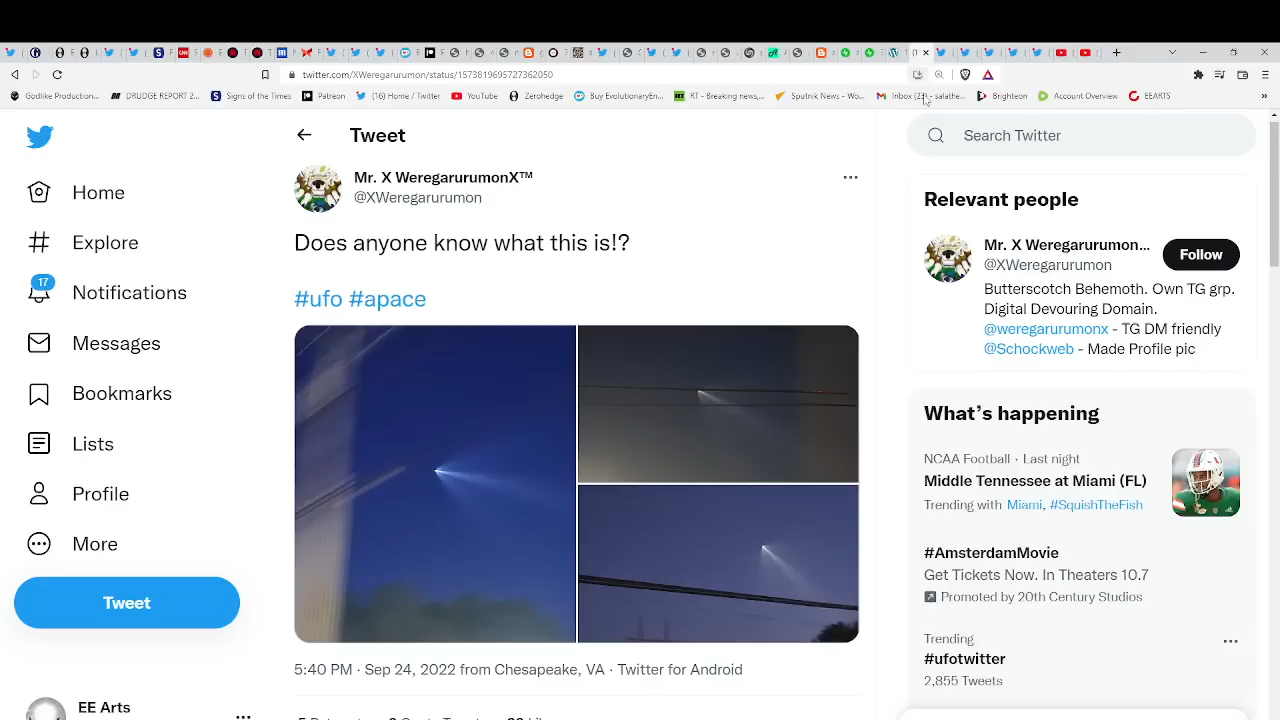 twitter.com/XWeregarurumon/status/1573819695727362050
Godlike Production... DRUDGE REPORT 2... Signs of the Times Patreon (16) Home / Twitter YouTube Zerohedge Buy EvolutionaryEn... RT - Breaking news,... Sputnik News - Wo... Inbox (23) - salathe... Brighteon Account Overview EEARTS
Tweet
Search Twitter
Home
Explore
17
Notifications
Messages
Bookmarks
Lists
Profile
More
Tweet
EE Arts
Mr. X WeregarurumonX™
@XWeregarurumon
Does anyone know what this is!?
#ufo #apace
5:40 PM · Sep 24, 2022 from Chesapeake, VA · Twitter for Android
Relevant people
Mr. X Weregarurumon...
@XWeregarurumon
Follow
Butterscotch Behemoth. Own TG grp.
Digital Devouring Domain.
@weregarurumonx - TG DM friendly
@Schockweb - Made Profile pic
What's happening
NCAA Football · Last night
Middle Tennessee at Miami (FL)
Trending with Miami, #SquishTheFish
#AmsterdamMovie
Get Tickets Now. In Theaters 10.7
Promoted by 20th Century Studios
Trending
#ufotwitter
2,855 Tweets